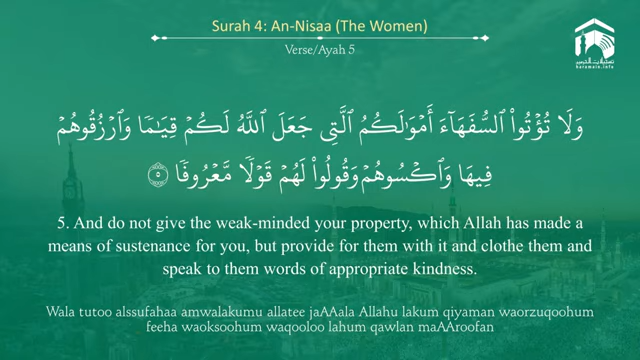 Surah 4: An-Nisaa (The Women)
Verse/Ayah 5
وَلَا تُؤۡتُواْ ٱلسُّفَهَآءَ أَمۡوَٰلَكُمُ ٱلَّتِي جَعَلَ ٱللَّهُ لَكُمۡ قِيَٰمٗا وَٱرۡزُقُوهُمۡ
فِيهَا وَٱكۡسُوهُمۡ وَقُولُواْ لَهُمۡ قَوۡلٗا مَّعۡرُوفٗا ٥
5. And do not give the weak-minded your property, which Allah has made a
means of sustenance for you, but provide for them with it and clothe them and
speak to them words of appropriate kindness.
Wala tutoo alssufahaa amwalakumu allatee jaAAala Allahu lakum qiyaman waorzuqoohum
feeha waoksoohum waqooloo lahum qawlan maAAroofan